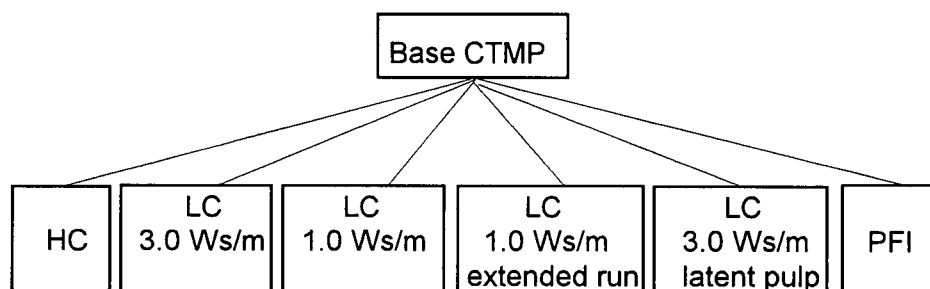 Base CTMP
HC
LC
3.0 Ws/m
LC
1.0 Ws/m
LC
1.0 Ws/m
extended run
LC
3.0 Ws/m
latent pulp
PFI